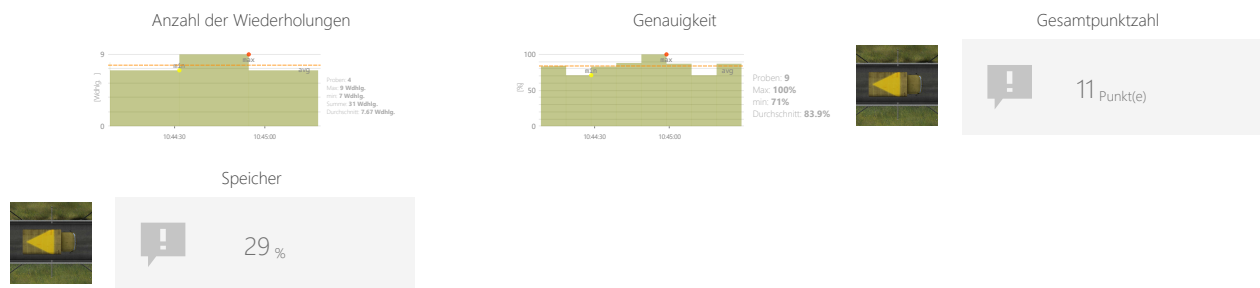 Anzahl der Wiederholungen
9
max
min
avg
[Wdhlg. ]
0
10:44:30 10:45:00
Proben: 4
Max: 9 Wdhlg.
min: 7 Wdhlg.
Summe: 31 Wdhlg.
Durchschnitt: 7.67 Wdhlg.
Genauigkeit
100
max
min
avg
50
[%]
0
10:44:30 10:45:00
Proben: 9
Max: 100%
min: 71%
Durchschnitt: 83.9%
Gesamtpunktzahl
11 Punkt(e)
Speicher
29 %